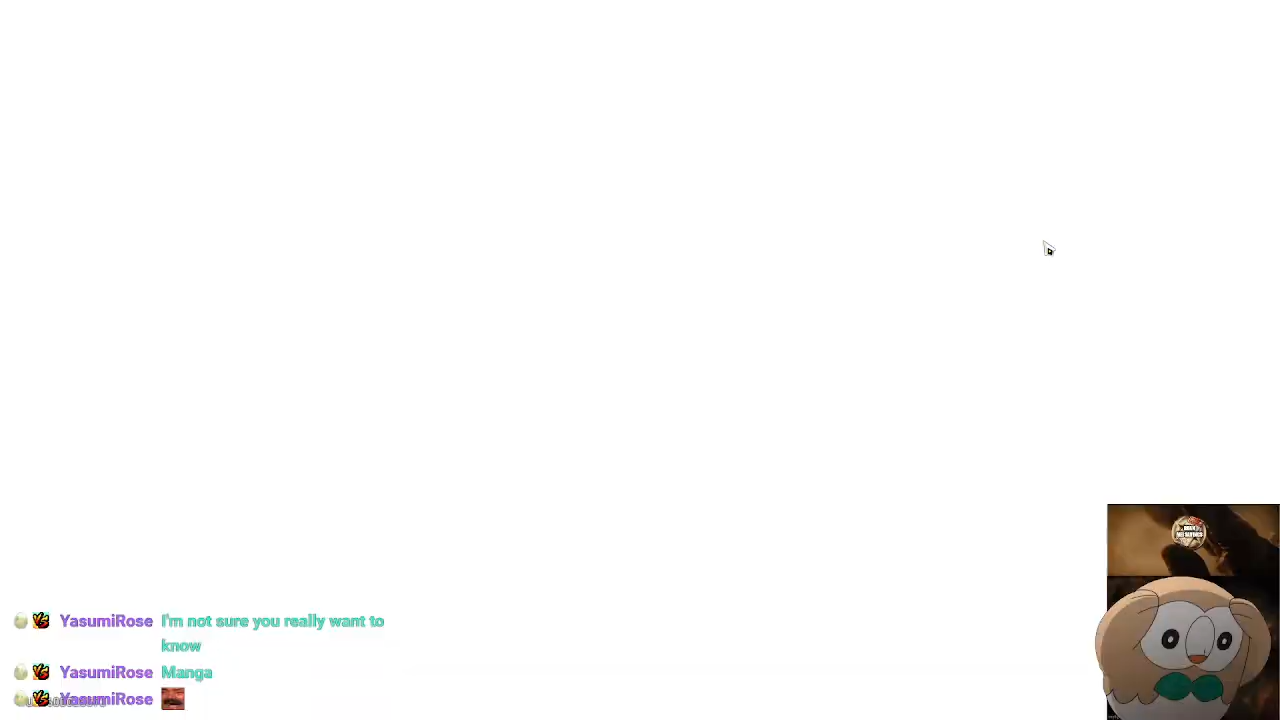 YasumiRose I'm not sure you really want to
know
YasumiRose Manga
YasumiRose